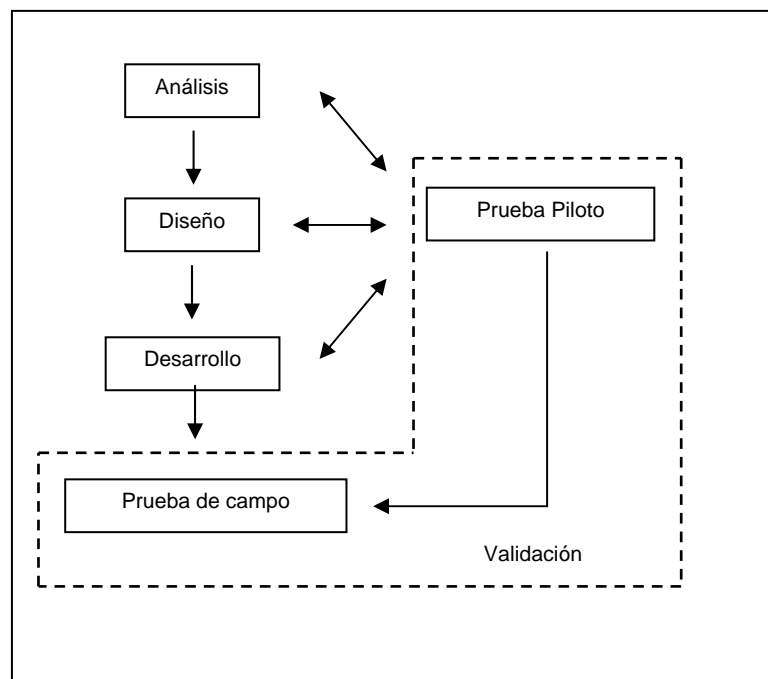 Análisis
Diseño
Prueba Piloto
Desarrollo
Prueba de campo
Validación